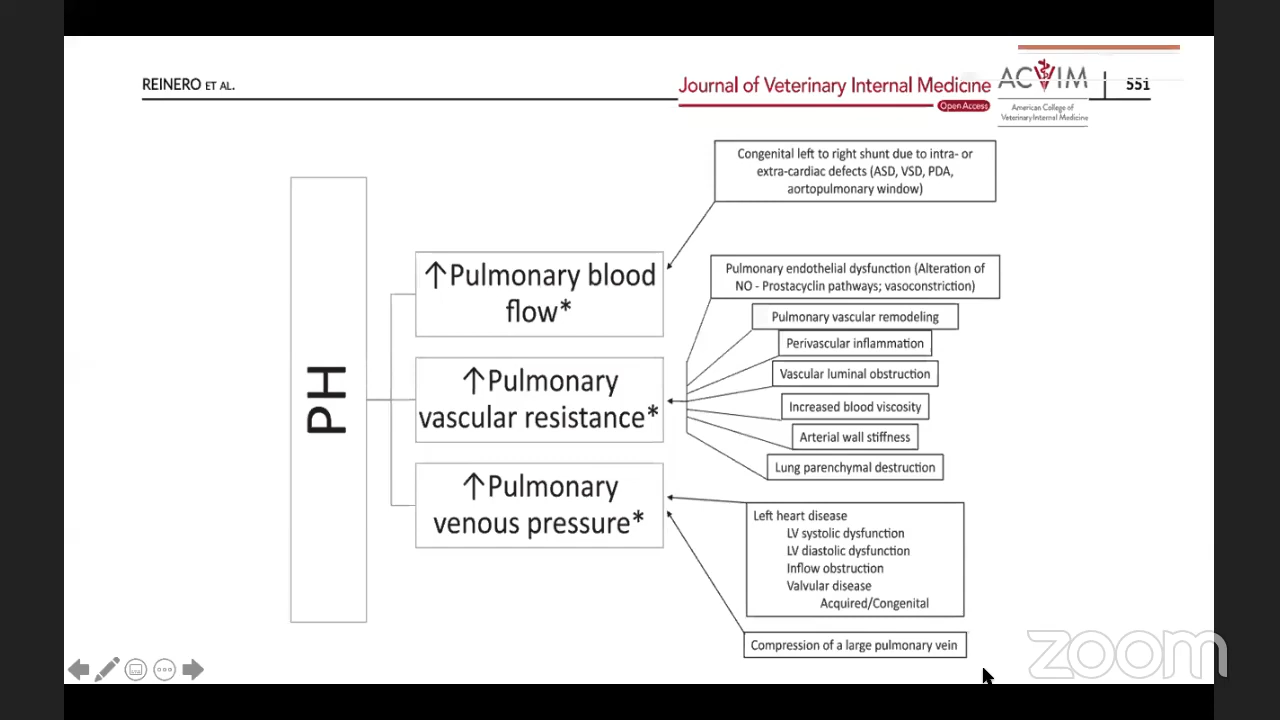 REINERO ET AL.
Journal of Veterinary Internal Medicine
Open Access
ACVIM
American College of
Veterinary Internal Medicine
551
PH
↑Pulmonary blood
flow*
↑Pulmonary
vascular resistance*
↑Pulmonary
venous pressure*
Congenital left to right shunt due to intra- or
extra-cardiac defects (ASD, VSD, PDA,
aortopulmonary window)
Pulmonary endothelial dysfunction (Alteration of
NO - Prostacyclin pathways; vasoconstriction)
Pulmonary vascular remodeling
Perivascular inflammation
Vascular luminal obstruction
Increased blood viscosity
Arterial wall stiffness
Lung parenchymal destruction
Left heart disease
LV systolic dysfunction
LV diastolic dysfunction
Inflow obstruction
Valvular disease
Acquired/Congenital
Compression of a large pulmonary vein
zoom